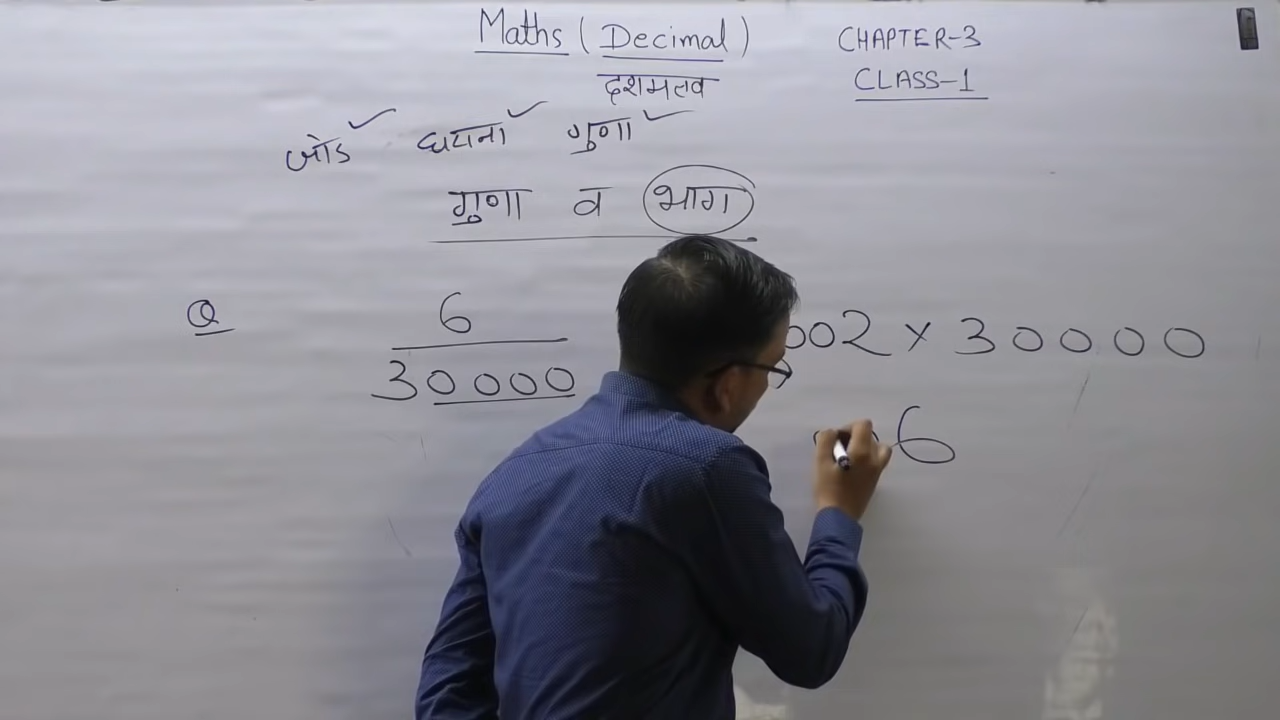 Maths (Decimal)
CHAPTER-3
दशमलव
CLASS-1
जोड घटाना गुणा
गुणा व भाग
Q
6
30000
002 × 30000
6